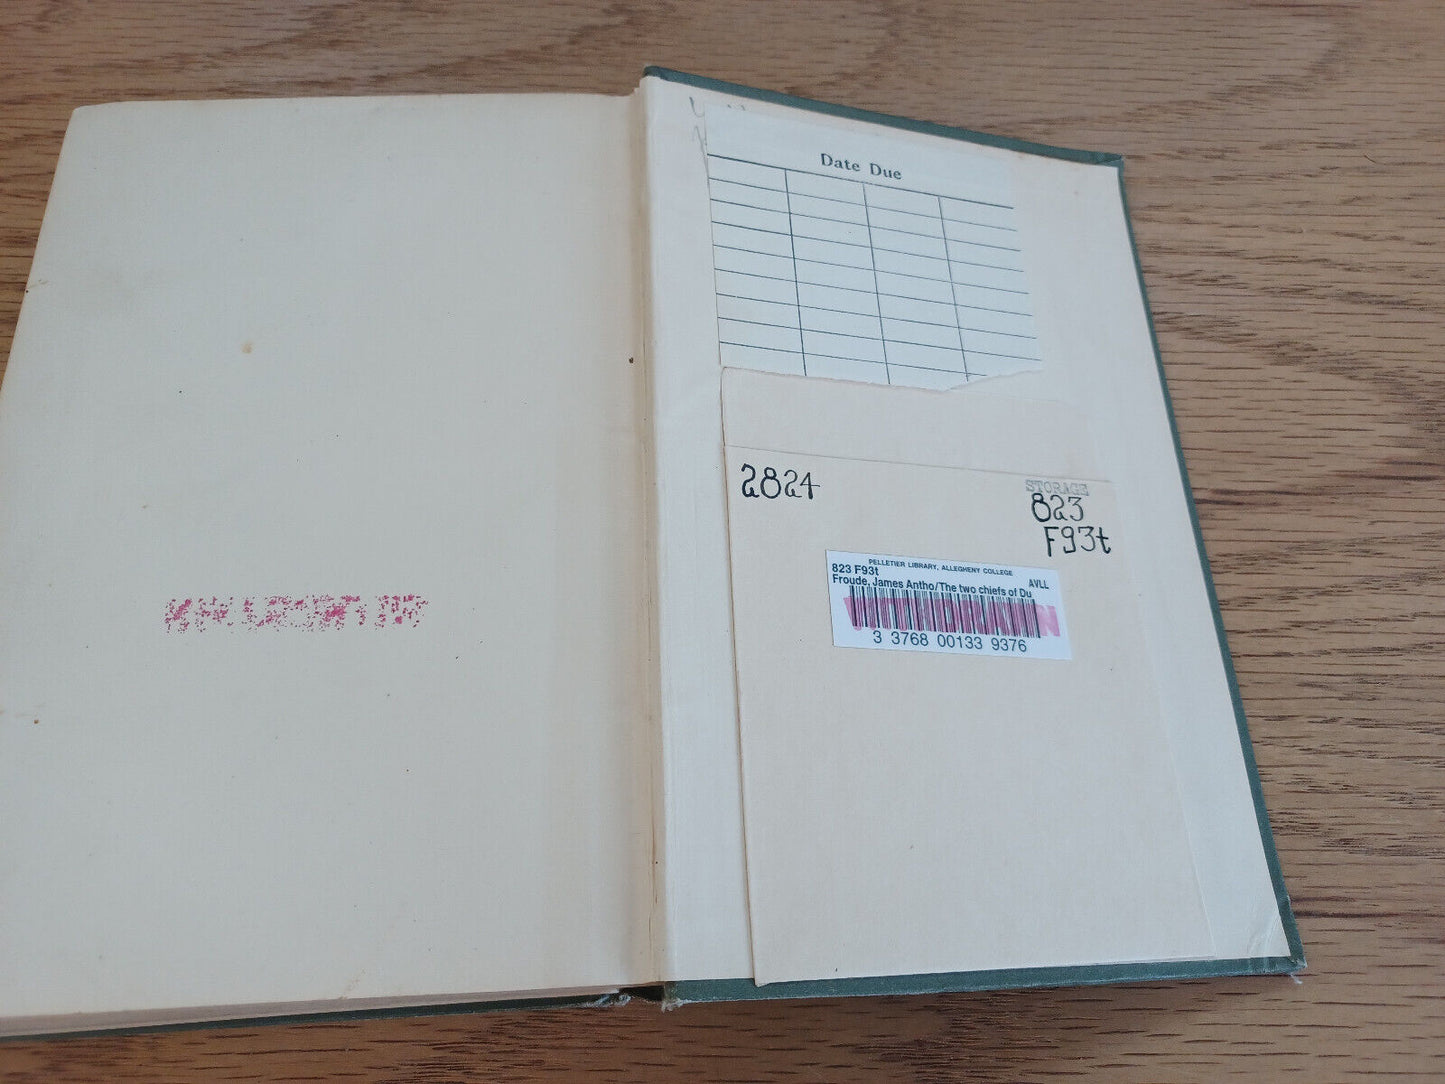 Date Due
2824
STORAGE
823
F93t
PELLETIER LIBRARY, ALLEGHENY COLLEGE
823 F93t
AVLL
Froude, James Antho/The two chiefs of Du
WITHDRAWN
3 3768 00133 9376